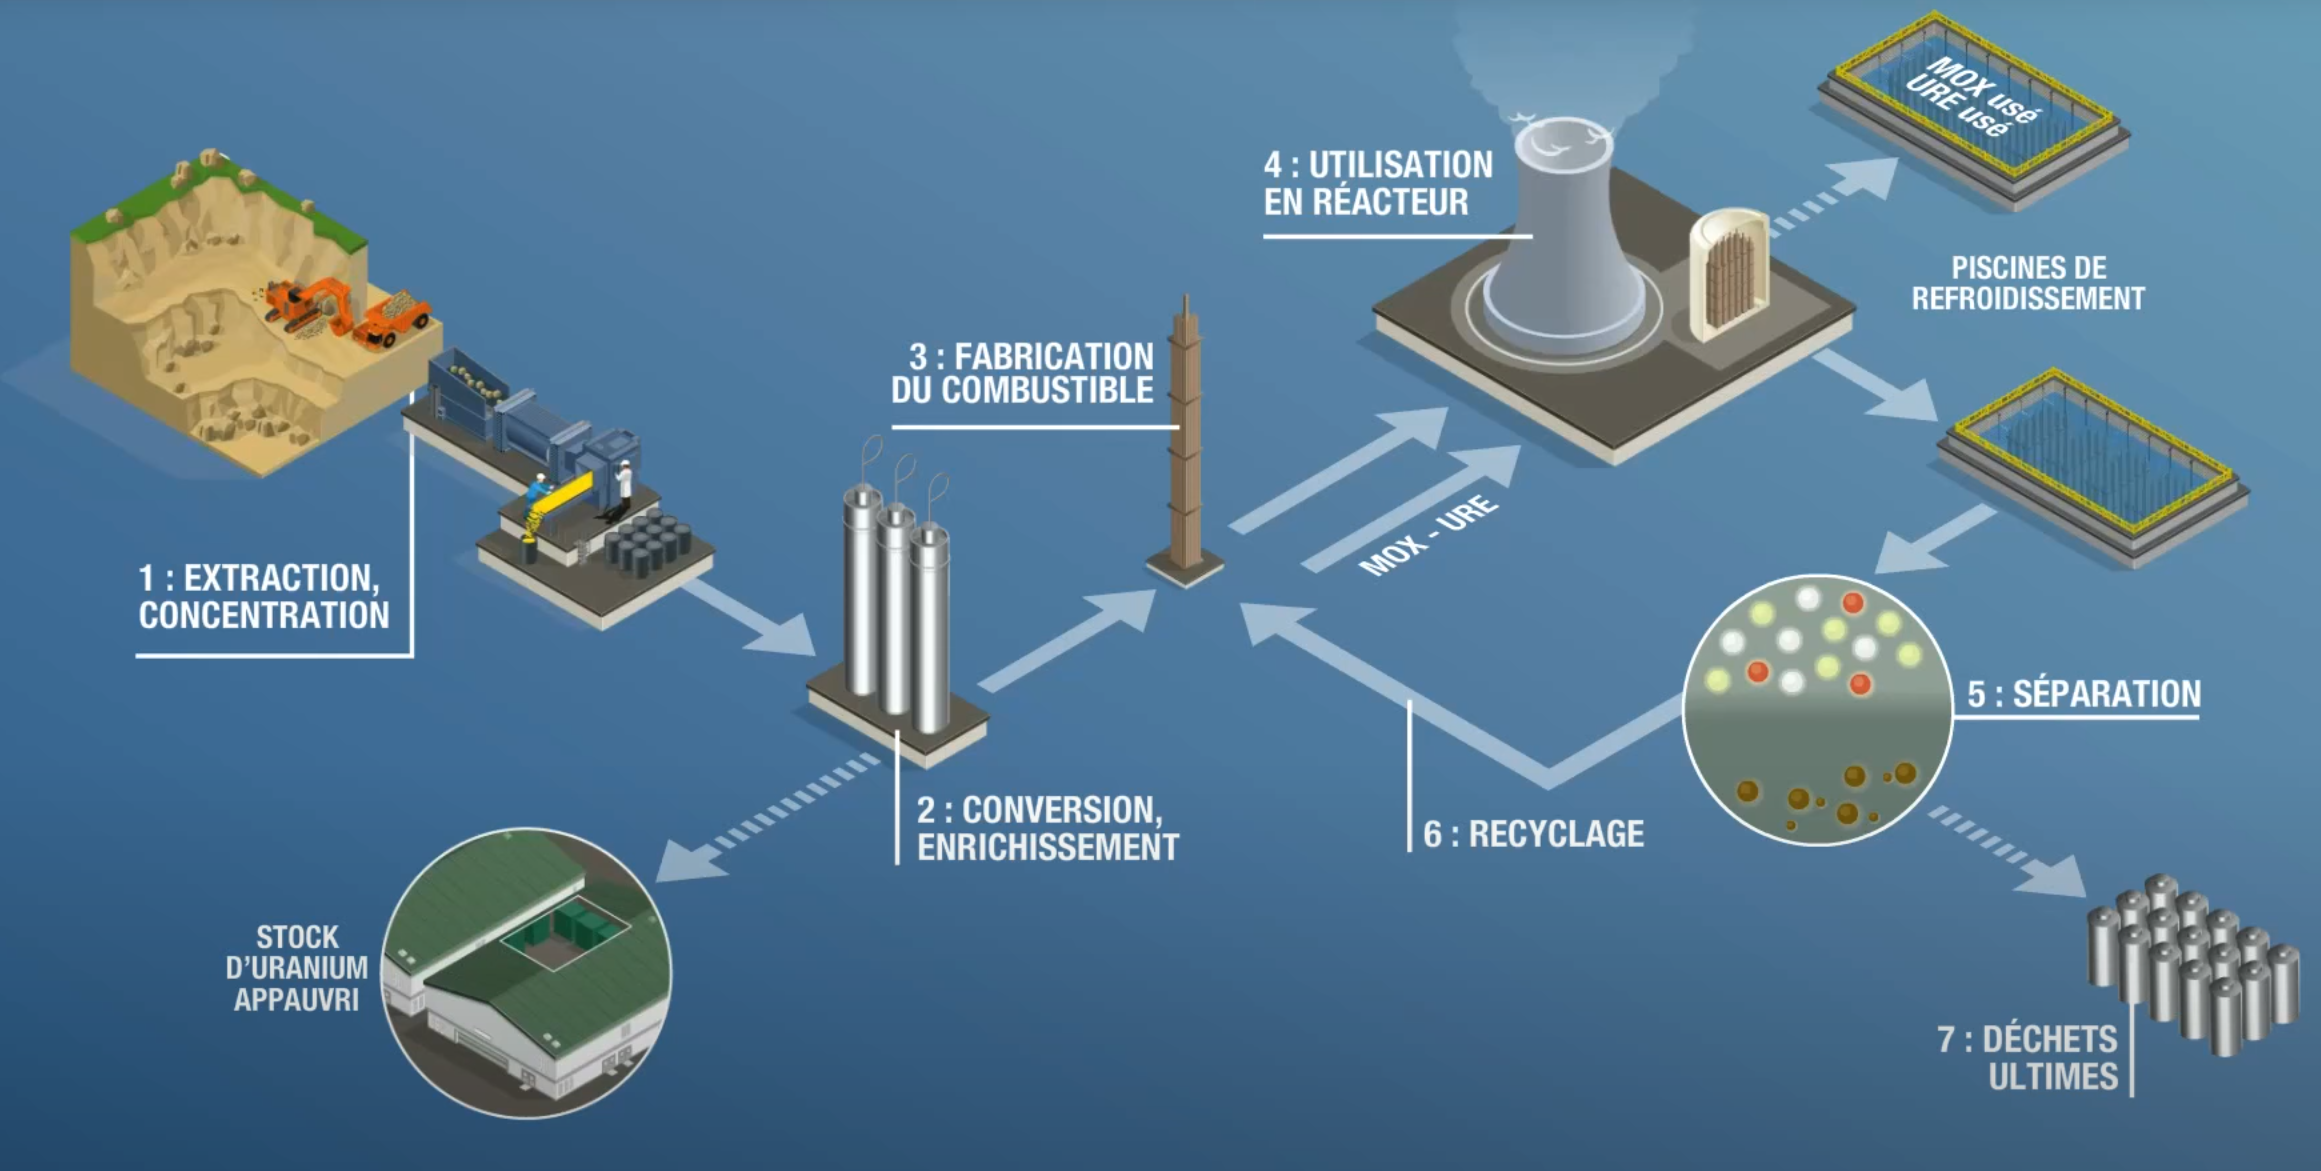 1 : EXTRACTION,
CONCENTRATION
2 : CONVERSION,
ENRICHISSEMENT
STOCK
D'URANIUM
APPAUVRI
3 : FABRICATION
DU COMBUSTIBLE
MOX - URE
4 : UTILISATION
EN RÉACTEUR
MOX usé
URE usé
PISCINES DE
REFROIDISSEMENT
5 : SÉPARATION
6 : RECYCLAGE
7 : DÉCHETS
ULTIMES